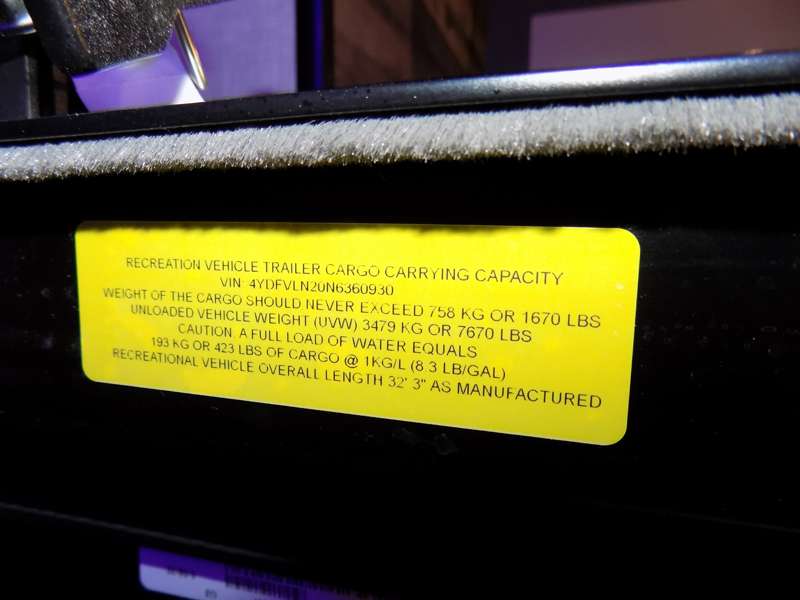 RECREATION VEHICLE TRAILER CARGO CARRYING CAPACITY
VIN: 4YDFVLN20N6360930
WEIGHT OF THE CARGO SHOULD NEVER EXCEED 758 KG OR 1670 LBS
UNLOADED VEHICLE WEIGHT (UVW) 3479 KG OR 7670 LBS
CAUTION: A FULL LOAD OF WATER EQUALS
193 KG OR 423 LBS OF CARGO @ 1KG/L (8.3 LB/GAL)
RECREATIONAL VEHICLE OVERALL LENGTH 32' 3" AS MANUFACTURED